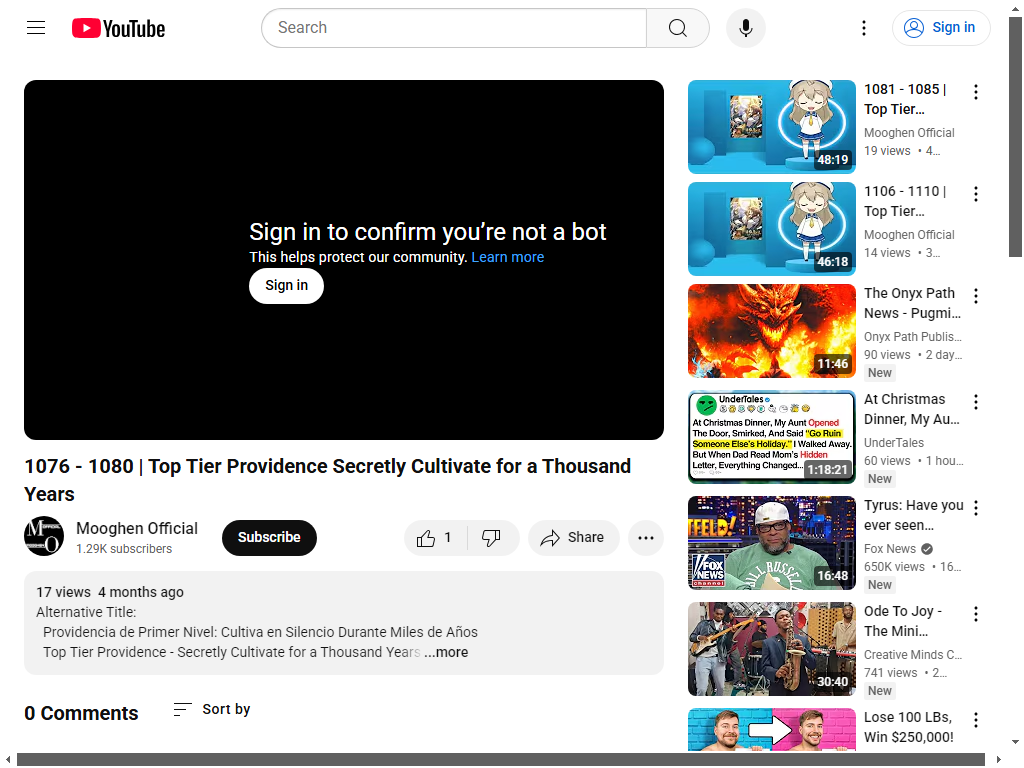 YouTube
Search
Sign in
Sign in to confirm you’re not a bot
This helps protect our community. Learn more
Sign in
1076 - 1080 | Top Tier Providence Secretly Cultivate for a Thousand
Years
Mooghen Official
1.29K subscribers
Subscribe
1
Share
17 views 4 months ago
Alternative Title:
Providencia de Primer Nivel: Cultiva en Silencio Durante Miles de Años
Top Tier Providence - Secretly Cultivate for a Thousand Years ...more
0 Comments
Sort by
48:19
1081 - 1085 |
Top Tier…
Mooghen Official
19 views • 4…
46:18
1106 - 1110 |
Top Tier…
Mooghen Official
14 views • 3…
11:46
The Onyx Path
News - Pugmi…
Onyx Path Publis…
90 views • 2 day…
New
UnderTales
At Christmas Dinner, My Aunt Opened
The Door, Smirked, And Said "Go Ruin
Someone Else's Holiday." I Walked Away.
But When Dad Read Mom's Hidden
Letter, Everything Changed...
1:18:21
At Christmas
Dinner, My Au…
UnderTales
60 views • 1 hou…
New
TFELD!
FOX
NEWS
channel
BILL RUSSELL
16:48
Tyrus: Have you
ever seen…
Fox News
650K views • 16…
New
30:40
Ode To Joy -
The Mini…
Creative Minds C…
741 views • 2…
New
Lose 100 LBs,
Win $250,000!